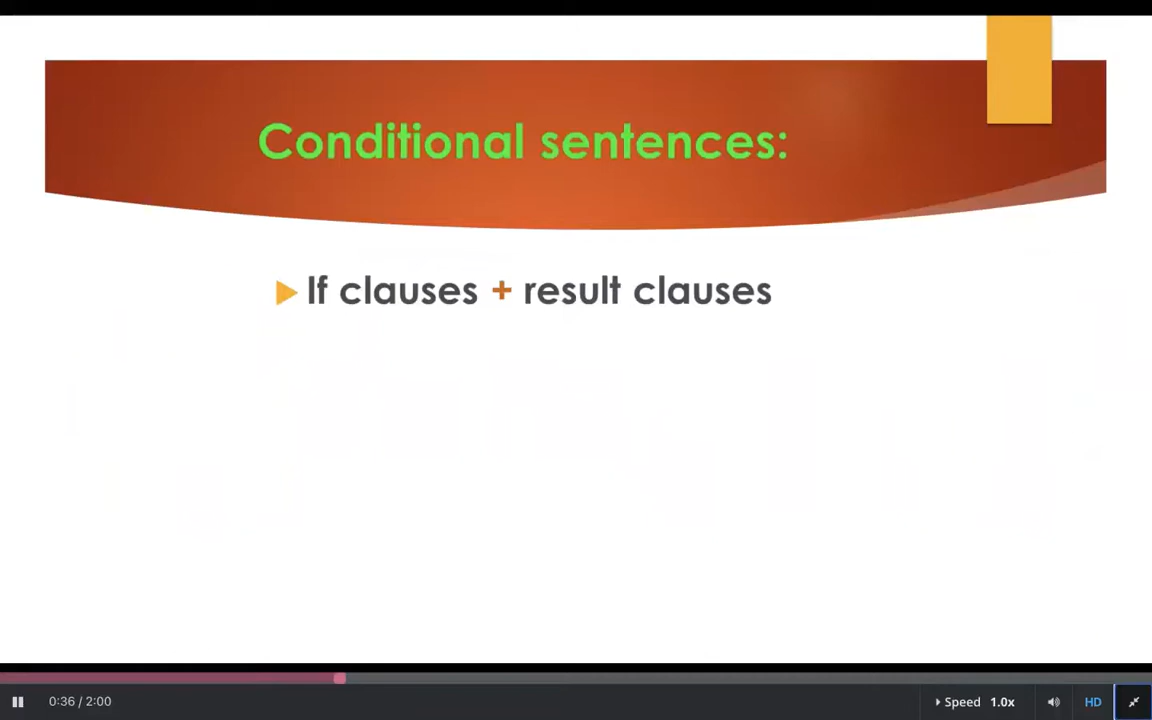 Conditional sentences:
If clauses + result clauses
0:36 / 2:00
Speed 1.0x
HD